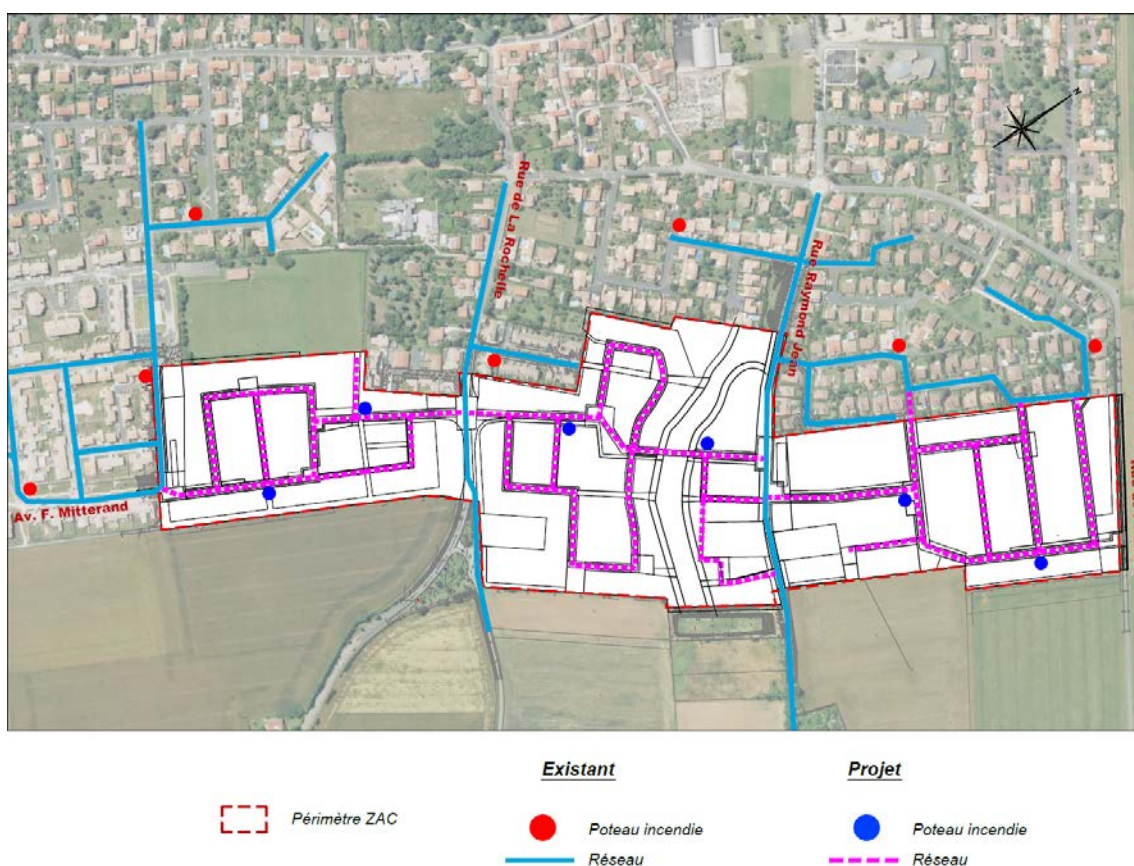 N
Rue de La Rochelle
Rue Raymond Jean
Av. F. Mitterand
Existant
Projet
Périmètre ZAC
Poteau incendie
Poteau incendie
Réseau
Réseau